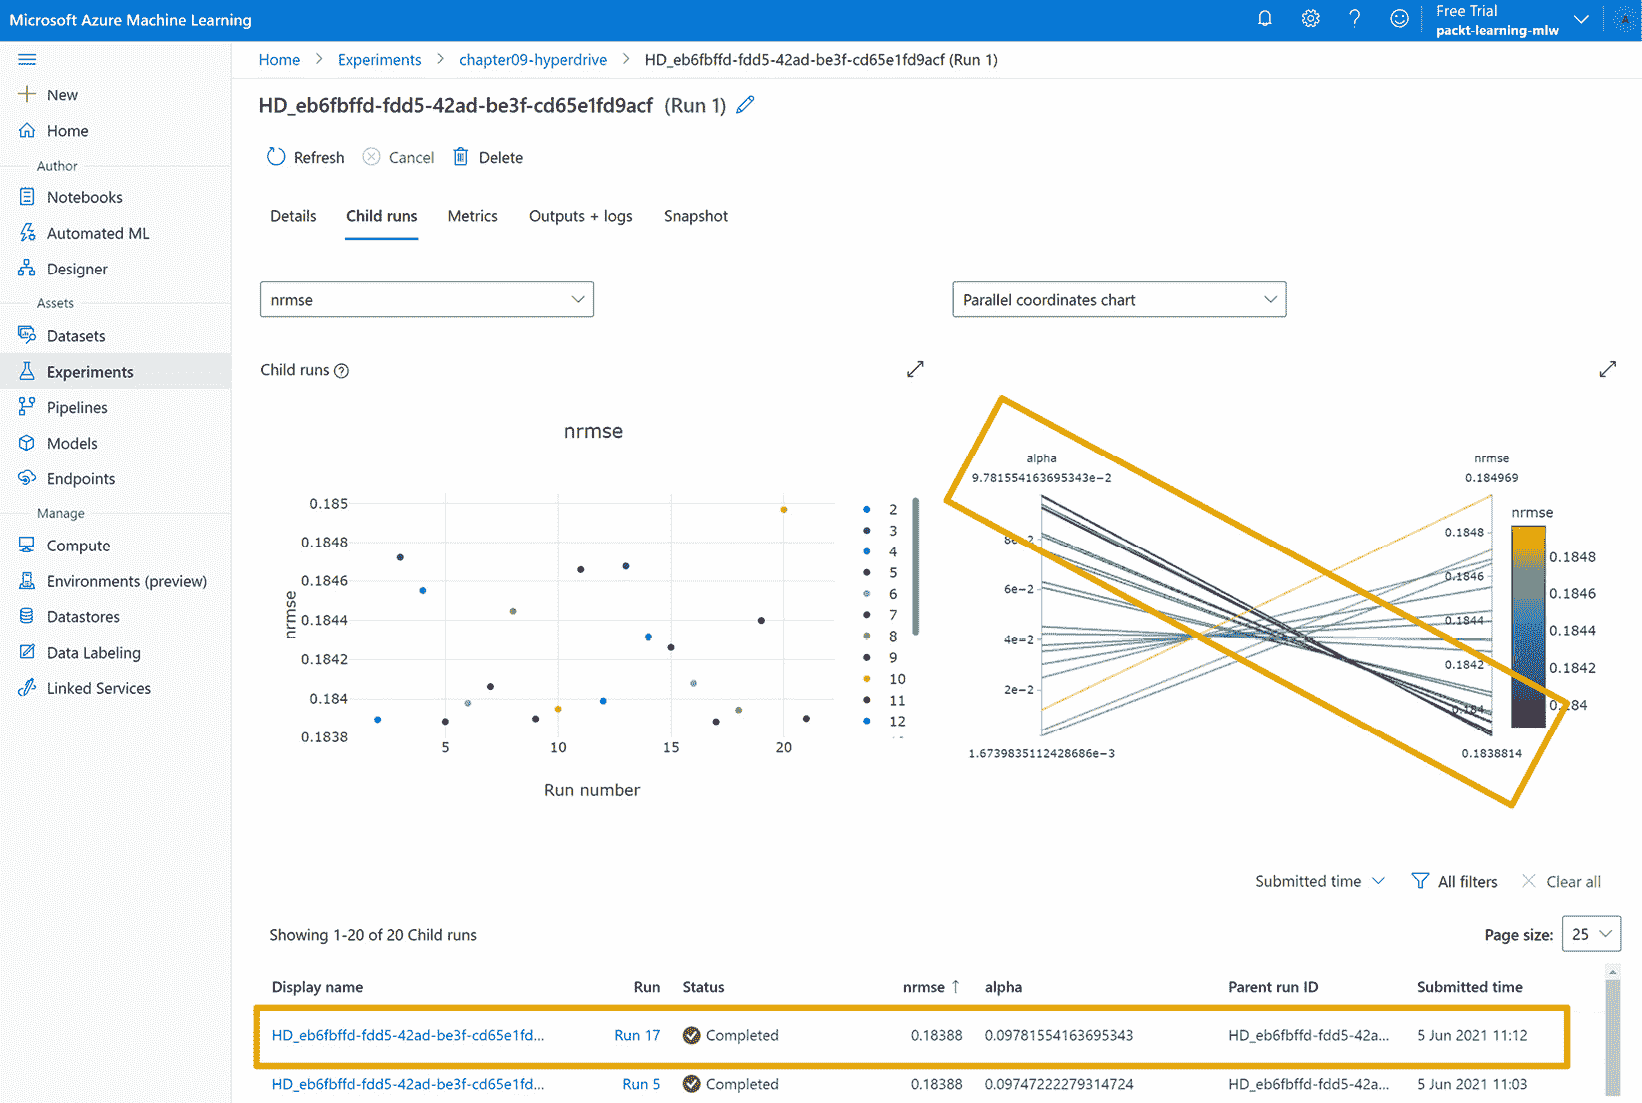 Microsoft Azure Machine Learning
Free Trial
packt-learning-mlw
A
New
Home
Author
Notebooks
Automated ML
Designer
Assets
Datasets
Experiments
Pipelines
Models
Endpoints
Manage
Compute
Environments (preview)
Datastores
Data Labeling
Linked Services
Home > Experiments > chapter09-hyperdrive > HD_eb6fbffd-fdd5-42ad-be3f-cd65e1fd9acf (Run 1)
HD_eb6fbffd-fdd5-42ad-be3f-cd65e1fd9acf (Run 1)
Refresh Cancel Delete
Details Child runs Metrics Outputs + logs Snapshot
nrmse
Parallel coordinates chart
Child runs
nrmse
0.185
0.1848
0.1846
0.1844
0.1842
0.184
0.1838
nrmse
5 10 15 20
Run number
2
3
4
5
6
7
8
9
10
11
12
alpha
9.781554163695343e-2
8e-2
6e-2
4e-2
2e-2
1.6739835112428686e-3
nrmse
0.184969
0.1848
0.1846
0.1844
0.1842
0.184
0.1838814
nrmse
0.1848
0.1846
0.1844
0.1842
0.184
Submitted time All filters Clear all
Showing 1-20 of 20 Child runs
Page size: 25
Display name Run Status nrmse ↑ alpha Parent run ID Submitted time
HD_eb6fbffd-fdd5-42ad-be3f-cd65e1fd... Run 17 Completed 0.18388 0.09781554163695343 HD_eb6fbffd-fdd5-42a... 5 Jun 2021 11:12
HD_eb6fbffd-fdd5-42ad-be3f-cd65e1fd... Run 5 Completed 0.18388 0.09747222279314724 HD_eb6fbffd-fdd5-42a... 5 Jun 2021 11:03